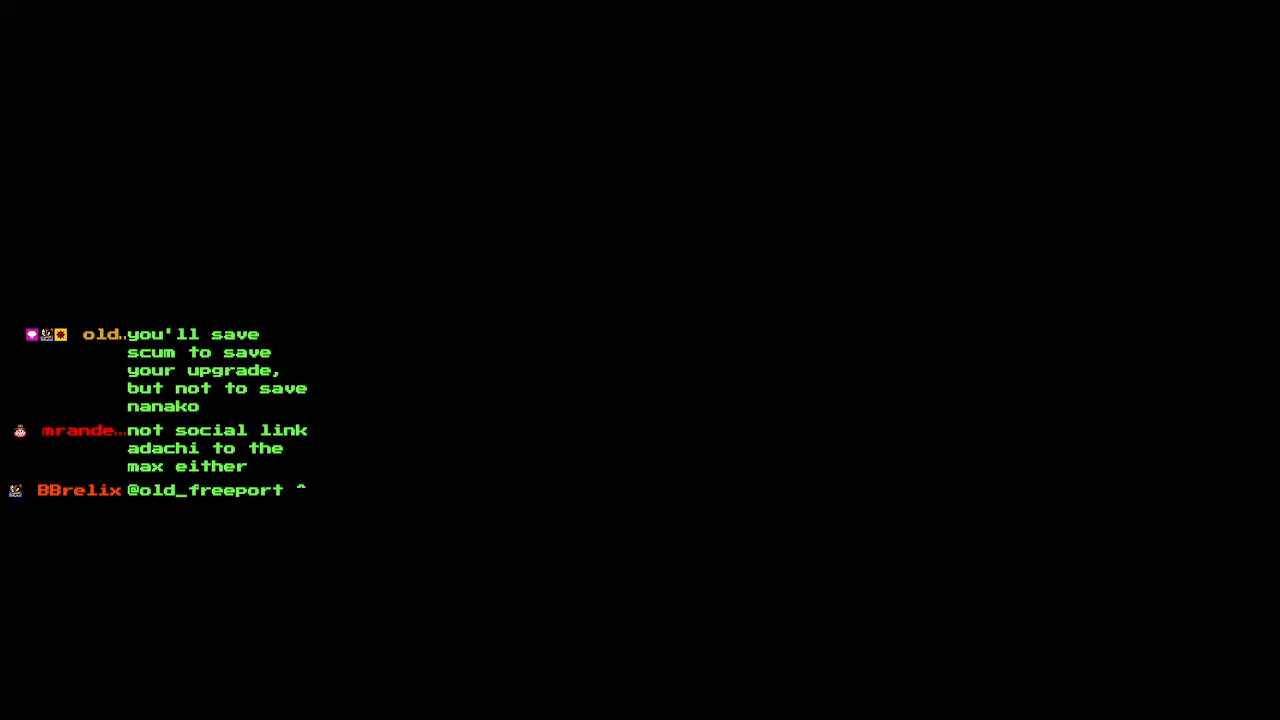 old..you'll save
scum to save
your upgrade,
but not to save
nanako
mrande...not social link
adachi to the
max either
BBrelix @old_freeport ^